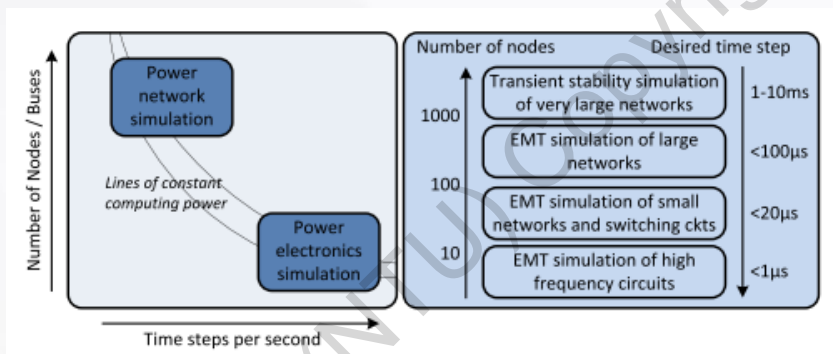 Number of Nodes / Buses
Power
network
simulation
Lines of constant
computing power
Power
electronics
simulation
Time steps per second
Number of nodes
Desired time step
1000
100
10
Transient stability simulation
of very large networks
EMT simulation of large
networks
EMT simulation of small
networks and switching ckts
EMT simulation of high
frequency circuits
1-10ms
<100µs
<20µs
<1µs
NTU) Copyrig